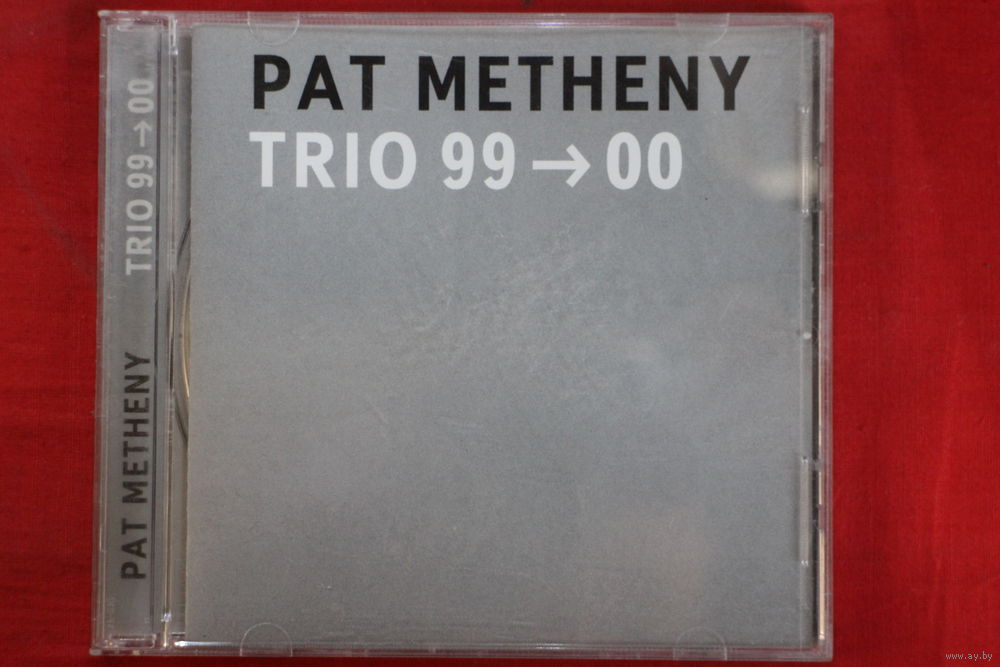 PAT METHENY
TRIO 99→00
PAT METHENY TRIO 99→00
www.ay.by